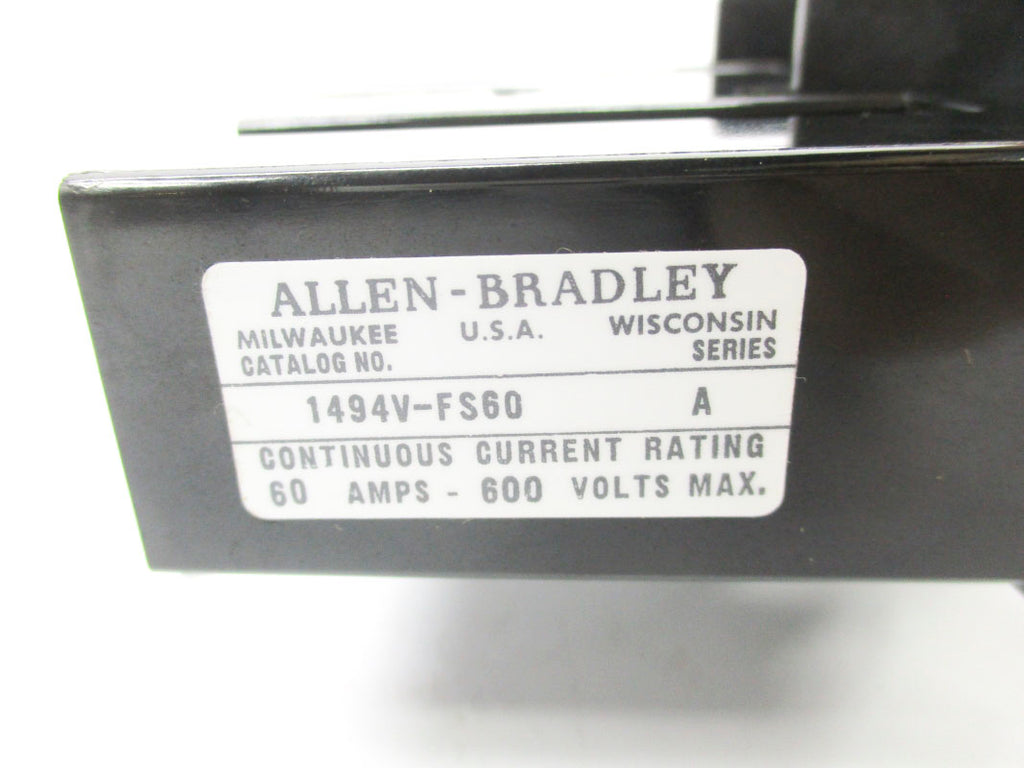 ALLEN-BRADLEY
MILWAUKEE U.S.A. WISCONSIN
CATALOG NO. SERIES
1494V-FS60 A
CONTINUOUS CURRENT RATING
60 AMPS - 600 VOLTS MAX.